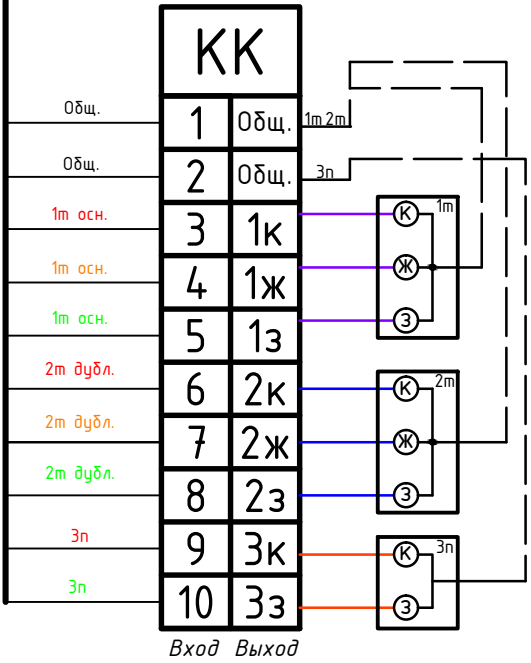 КК
Общ. 1 Общ. 1т 2т
Общ. 2 Общ. 3п
1т осн. 3 1к К 1т
1т осн. 4 1ж Ж
1т осн. 5 1з З
2т дубл. 6 2к К 2т
2т дубл. 7 2ж Ж
2т дубл. 8 2з З
3п 9 3к К 3п
3п 10 3з З
Вход Выход